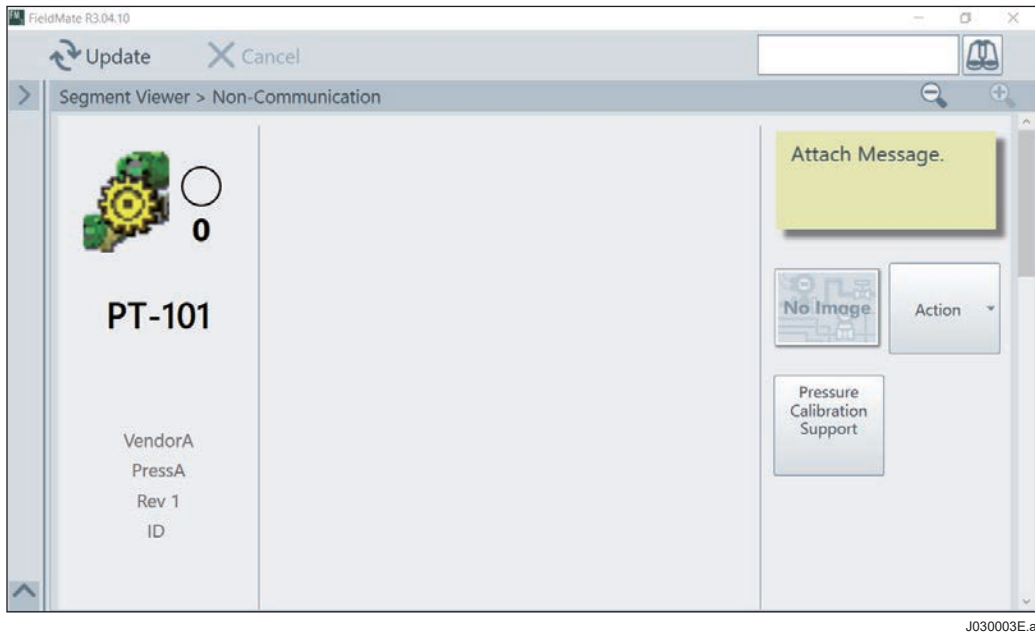 FieldMate R3.04.10
Update
Cancel
Segment Viewer > Non-Communication
0
PT-101
VendorA
PressA
Rev 1
ID
Attach Message.
No Image
Action
Pressure
Calibration
Support
J030003E.a